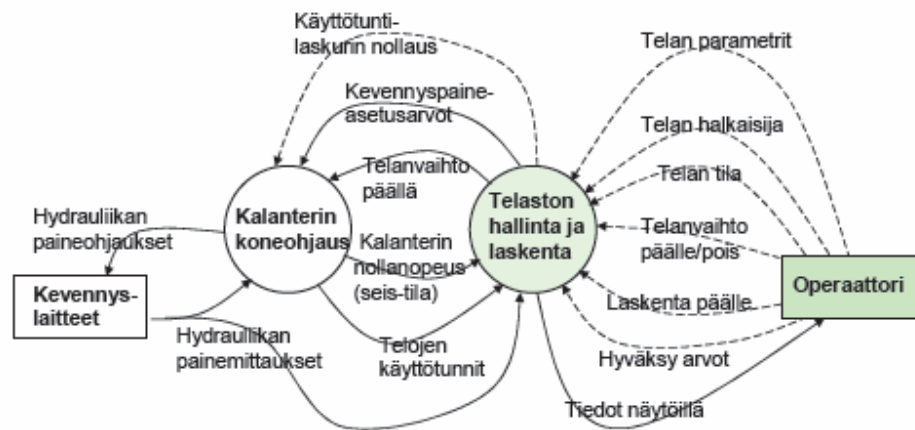 Käyttötunti-
laskurin nollaus
Telan parametrit
Kevennyspaine-
asetusarvot
Telan halkaisija
Telanvaihto
päällä
Telan tila
Hydrauliikan
paineohjaukset
Kalanterin
koneohjaus
Telaston
hallinta ja
laskenta
Telanvaihto
päälle/pois
Kalanterin
nollanopeus
(seis-tila)
Kevennys-
laitteet
Operaattori
Laskenta päälle
Hydrauliikan
painemittaukset
Telojen
käyttötunnit
Hyväksy arvot
Tiedot näytöillä